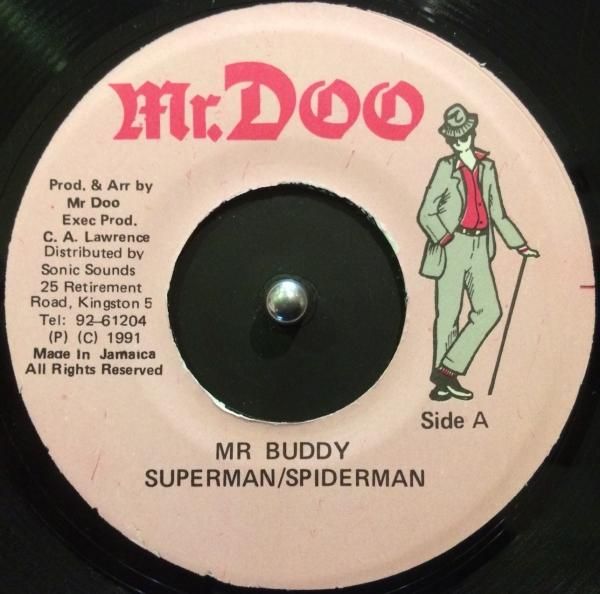 Mr. Doo
Prod. & Arr by
Mr Doo
Exec Prod.
C. A. Lawrence
Distributed by
Sonic Sounds
25 Retirement
Road, Kingston 5
Tel: 92-61204
(P) (C) 1991
Made In Jamaica
All Rights Reserved
Side A
MR BUDDY
SUPERMAN/SPIDERMAN